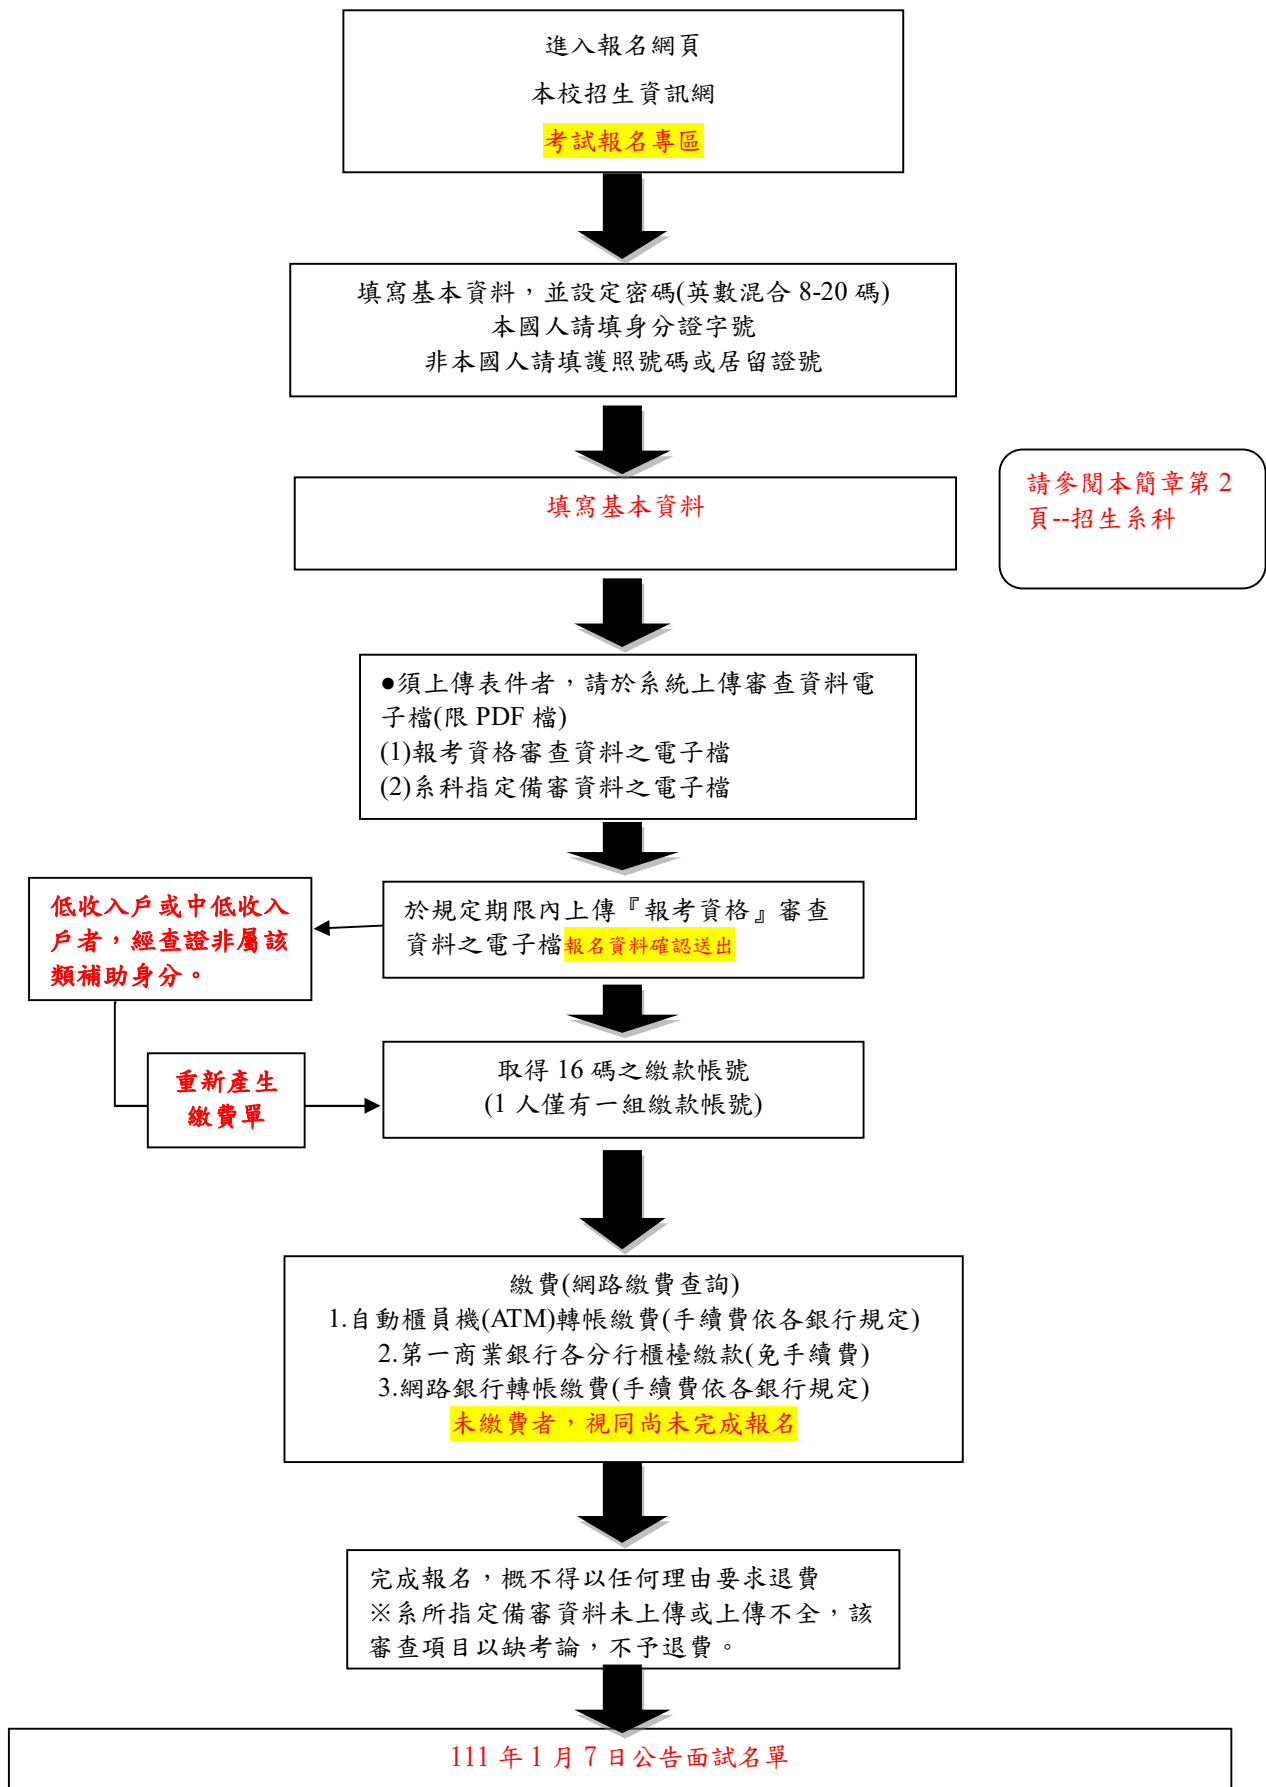 進入報名網頁
本校招生資訊網
考試報名專區
填寫基本資料，並設定密碼(英數混合 8-20 碼)
本國人請填身分證字號
非本國人請填護照號碼或居留證號
填寫基本資料
請參閱本簡章第 2
頁--招生系科
●須上傳表件者，請於系統上傳審查資料電
子檔(限 PDF 檔)
(1)報考資格審查資料之電子檔
(2)系科指定備審資料之電子檔
低收入戶或中低收入
戶者，經查證非屬該
類補助身分。
於規定期限內上傳『報考資格』審查
資料之電子檔報名資料確認送出
重新產生
繳費單
取得 16 碼之繳款帳號
(1 人僅有一組繳款帳號)
繳費(網路繳費查詢)
1.自動櫃員機(ATM)轉帳繳費(手續費依各銀行規定)
2.第一商業銀行各分行櫃檯繳款(免手續費)
3.網路銀行轉帳繳費(手續費依各銀行規定)
未繳費者，視同尚未完成報名
完成報名，概不得以任何理由要求退費
※系所指定備審資料未上傳或上傳不全，該
審查項目以缺考論，不予退費。
111 年 1 月 7 日公告面試名單